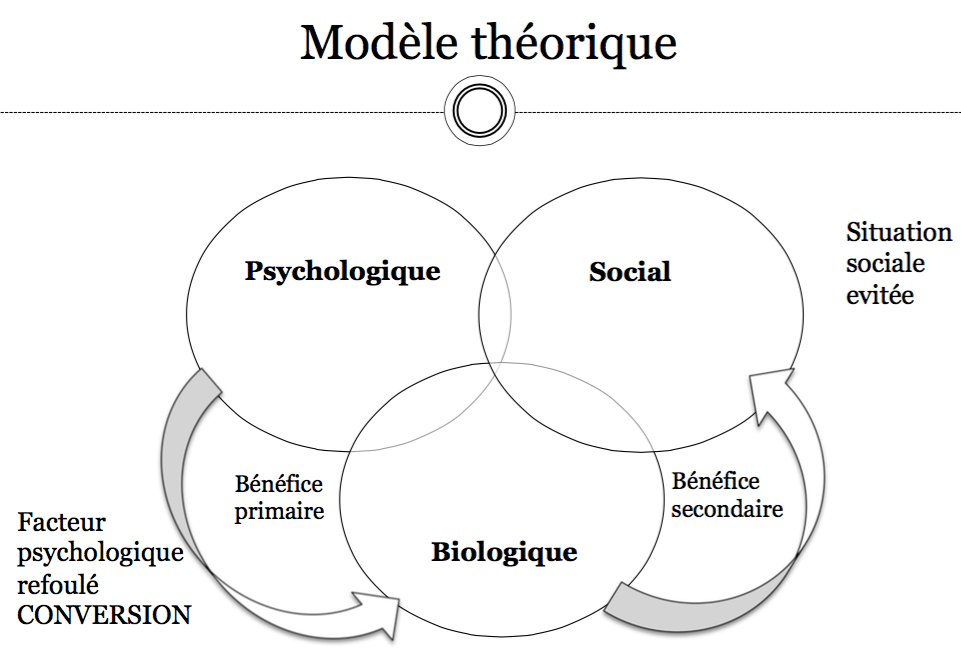 Modèle théorique
Psychologique
Social
Situation
sociale
evitée
Bénéfice
primaire
Bénéfice
secondaire
Biologique
Facteur
psychologique
refoulé
CONVERSION